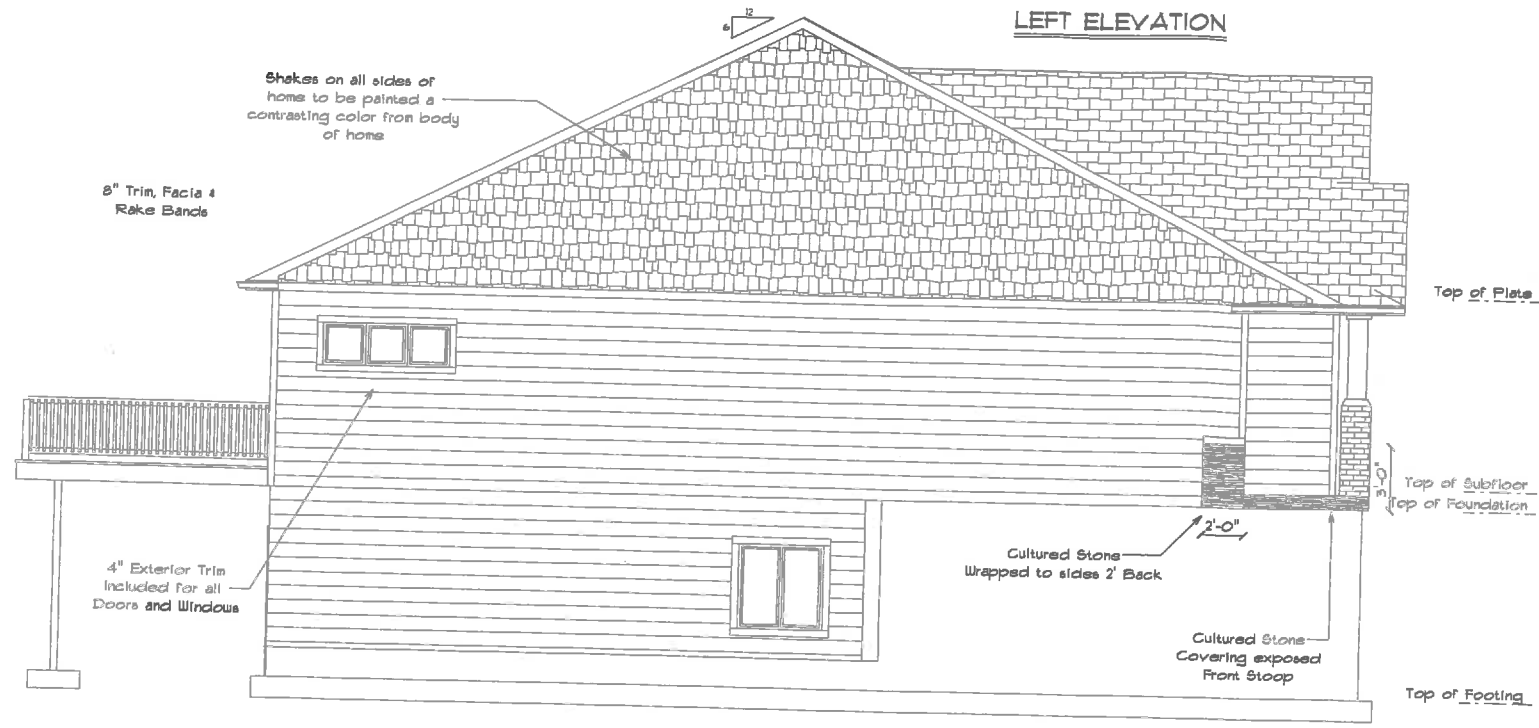 LEFT ELEVATION
12
6
Shakes on all sides of
home to be painted a
contrasting color from body
of home
8" Trim, Facia &
Rake Bands
Top of Plate
3'-0"
Top of Subfloor
Top of Foundation
2'-0"
Cultured Stone
Wrapped to sides 2' Back
4" Exterior Trim
included for all
Doors and Windows
Cultured Stone
Covering exposed
Front Stoop
Top of Footing